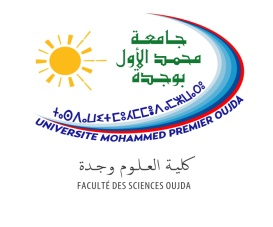 جامعة
محمد الأول
بوجدة
UNIVERSITE MOHAMMED PREMIER OUJDA
كلية العلوم وجدة
FACULTÉ DES SCIENCES OUJDA